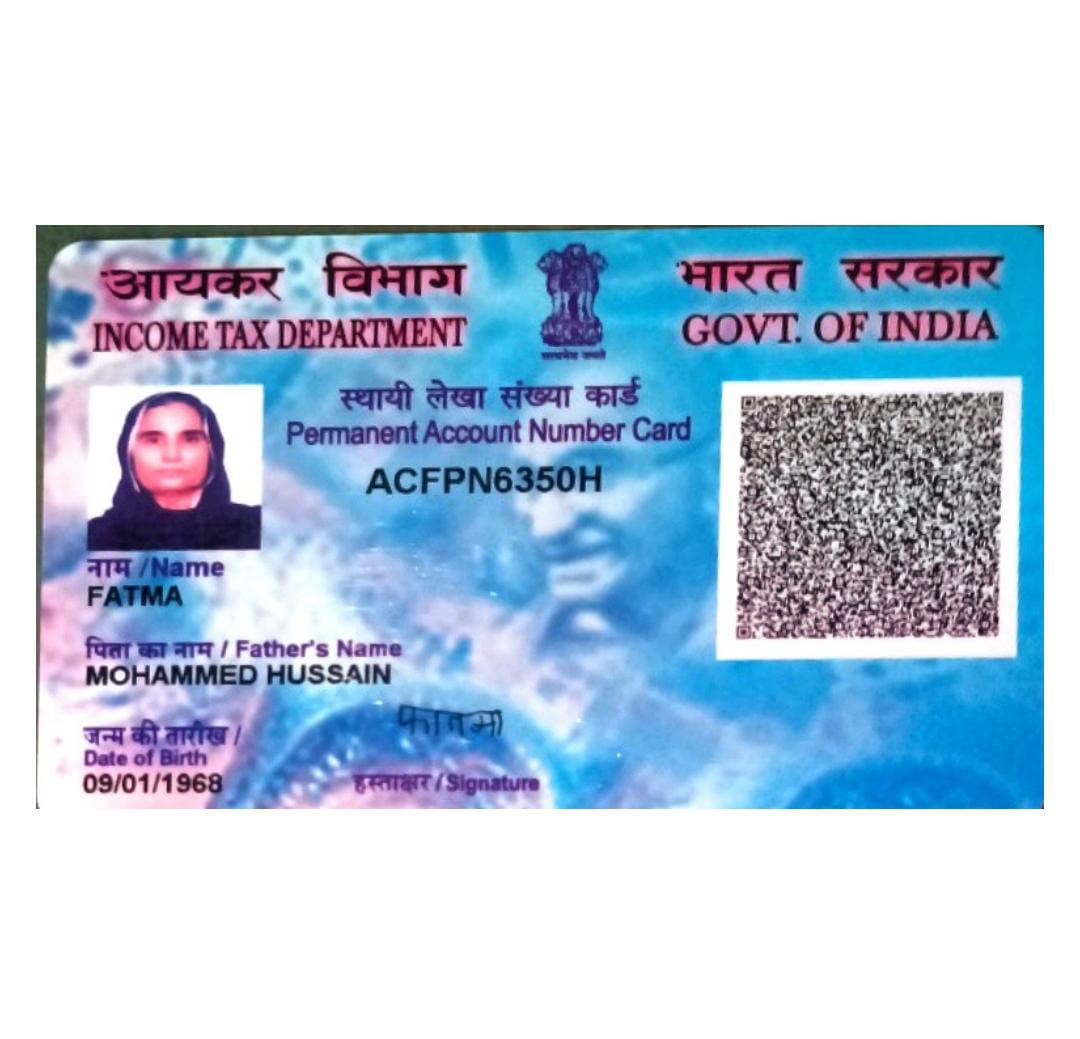 आयकर विभाग
INCOME TAX DEPARTMENT
सत्यमेव जयते
भारत सरकार
GOVT. OF INDIA
स्थायी लेखा संख्या कार्ड
Permanent Account Number Card
ACFPN6350H
नाम /Name
FATMA
पिता का नाम / Father's Name
MOHAMMED HUSSAIN
जन्म की तारीख /
Date of Birth
09/01/1968
फातमा
हस्ताक्षर / Signature